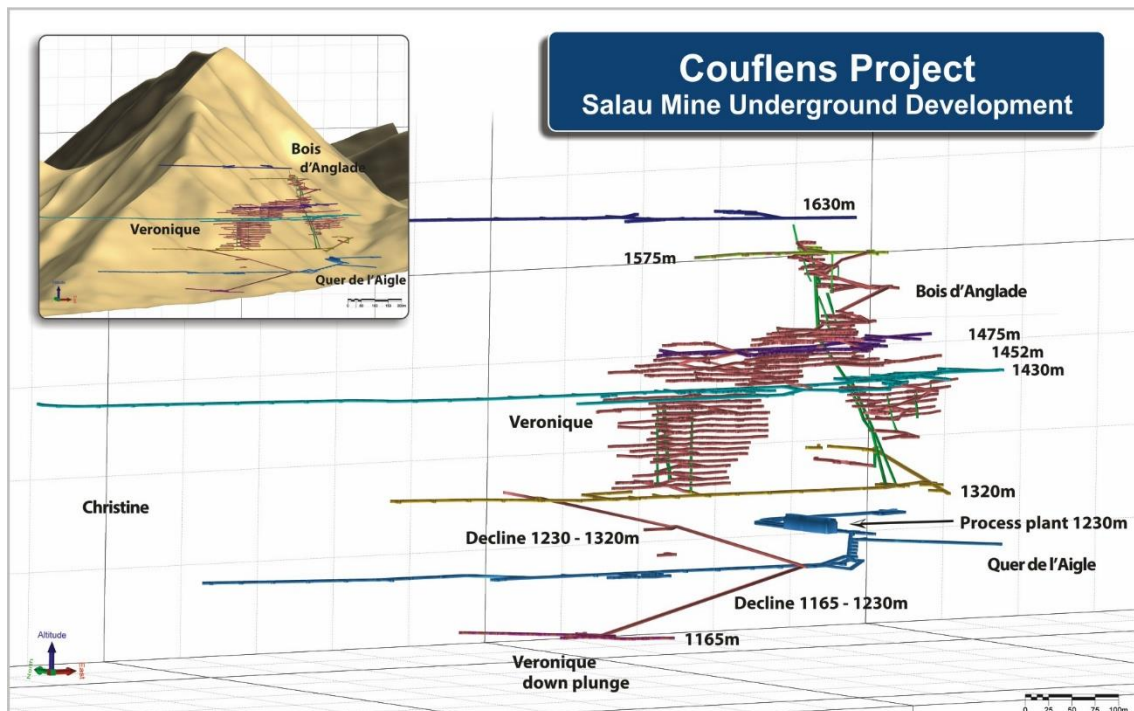 Couflens Project
Salau Mine Underground Development
Bois
d'Anglade
Veronique
Quer de l'Aigle
Altitude
East
1630m
1575m
Bois d'Anglade
1475m
1452m
1430m
Veronique
1320m
Christine
Process plant 1230m
Decline 1230 - 1320m
Quer de l'Aigle
Decline 1165 - 1230m
1165m
Veronique
down plunge
0 25 50 75 100m